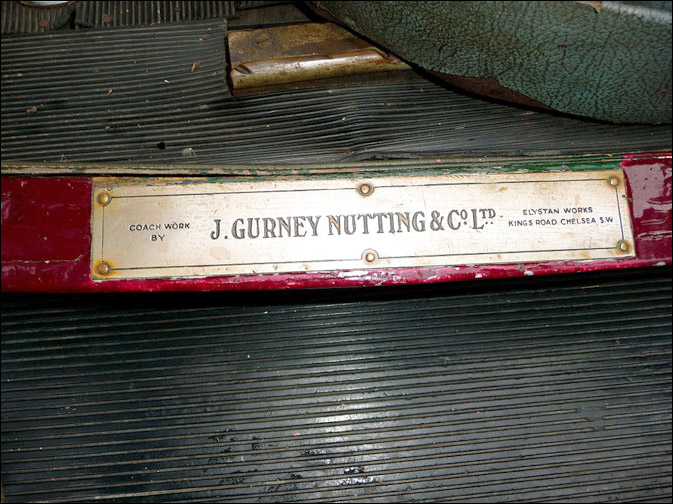 COACH WORK
BY
J. GURNEY NUTTING & Co. LTD.
ELYSTAN WORKS
KINGS ROAD CHELSEA S.W